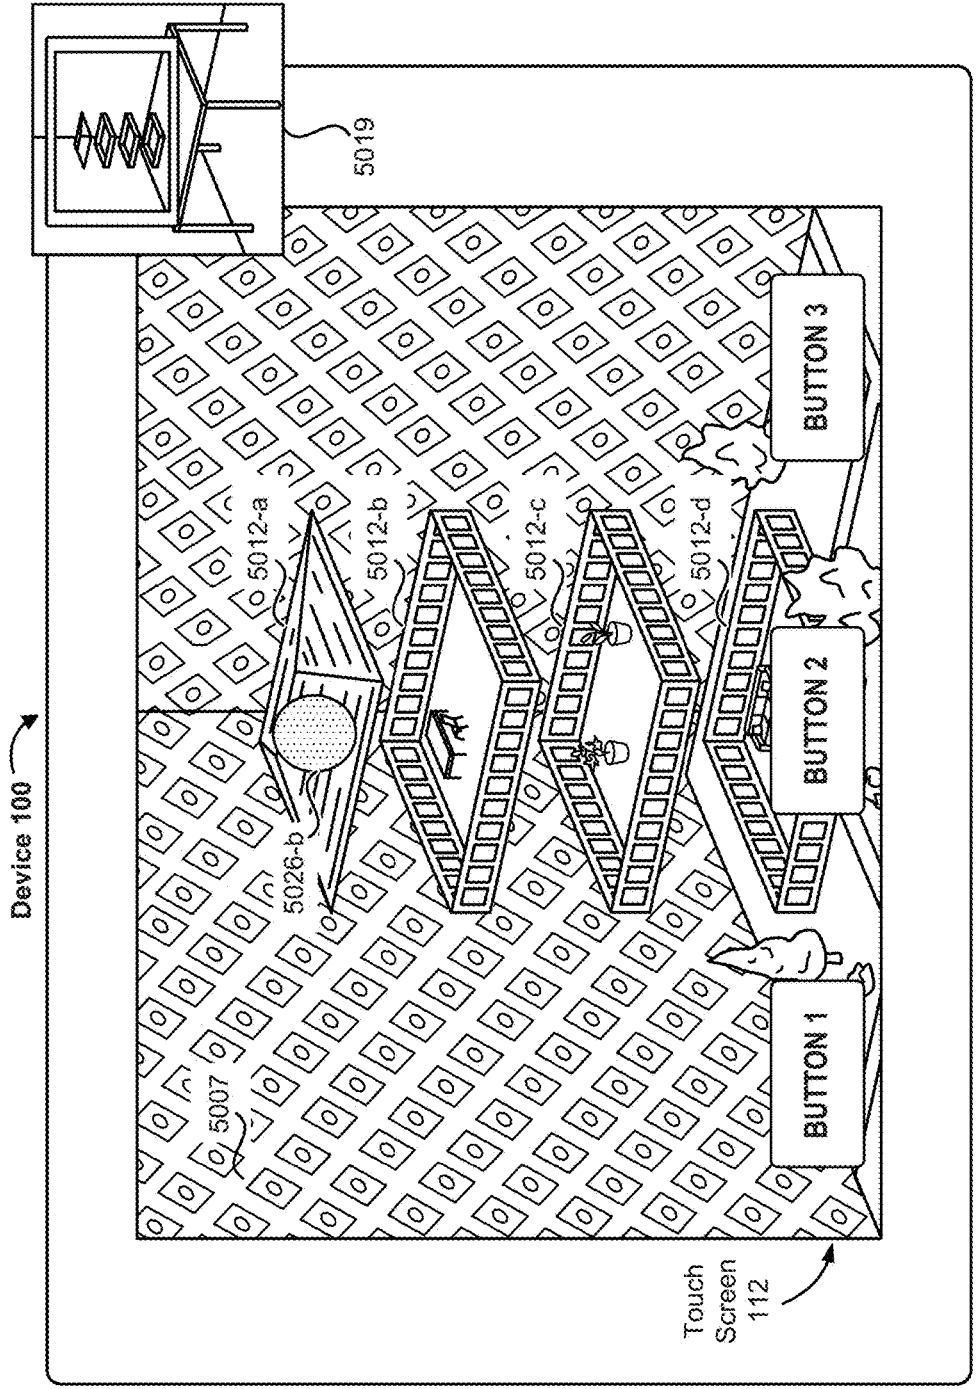 Device 100
5019
5007
5026-b
5012-a
5012-b
5012-c
5012-d
BUTTON 1
BUTTON 2
BUTTON 3
Touch
Screen
112